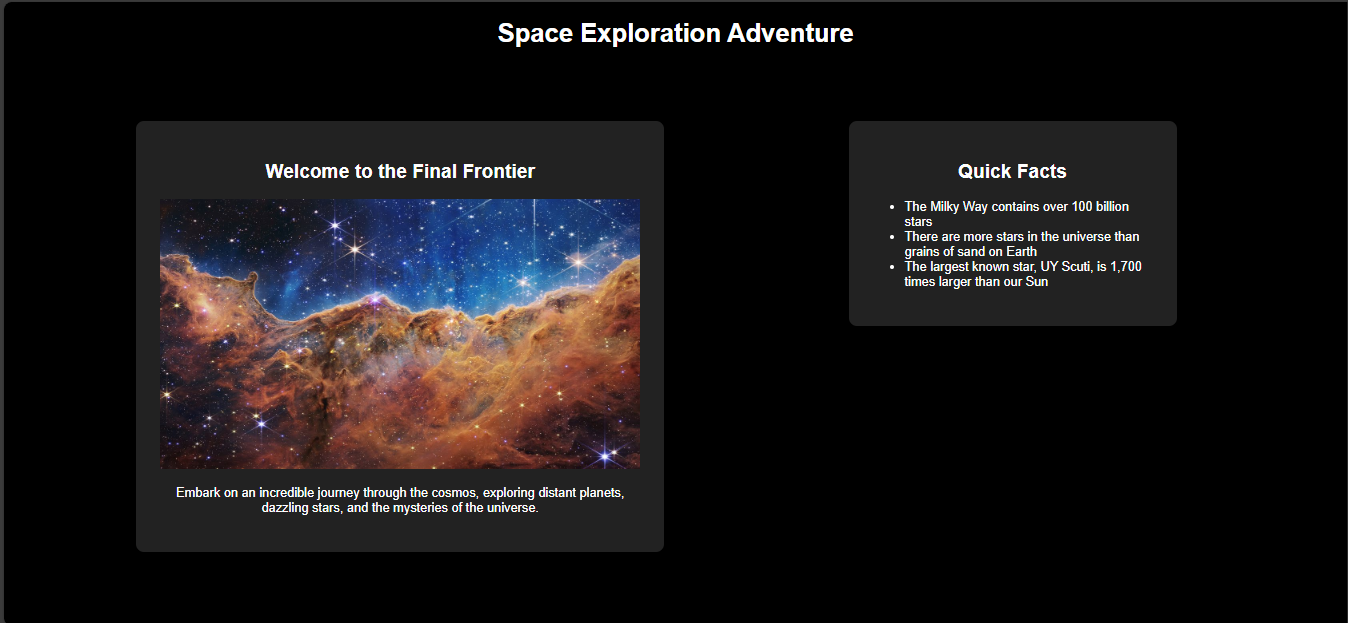 Space Exploration Adventure
Welcome to the Final Frontier
Embark on an incredible journey through the cosmos, exploring distant planets,
dazzling stars, and the mysteries of the universe.
Quick Facts
The Milky Way contains over 100 billion
stars
There are more stars in the universe than
grains of sand on Earth
The largest known star, UY Scuti, is 1,700
times larger than our Sun